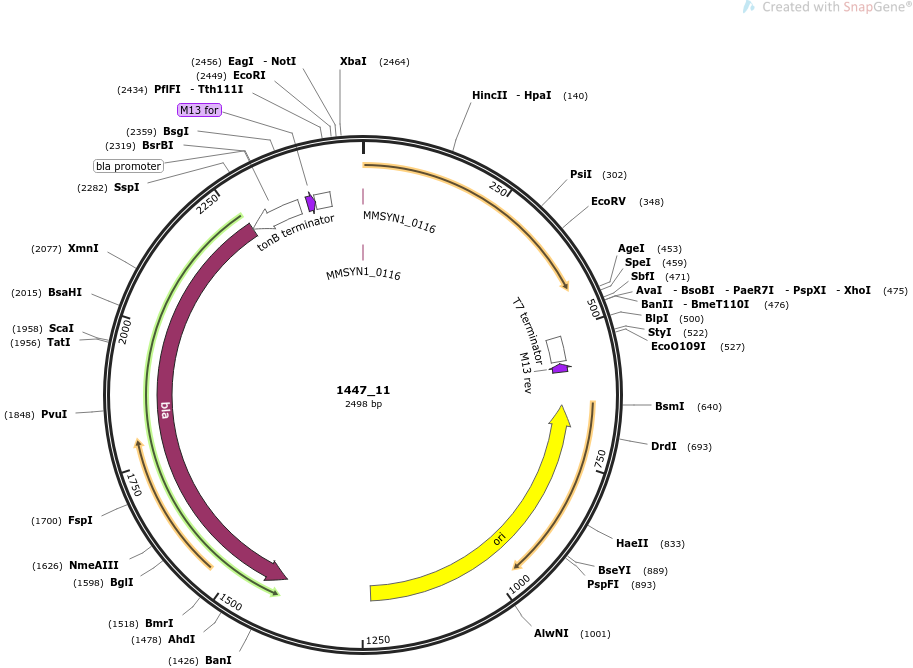 Created with SnapGene®
(2456) EagI - NotI
XbaI (2464)
(2449) EcoRI
(2434) PflFI - Tth111I
HincII - HpaI (140)
M13 for
(2359) BsgI
(2319) BsrBI
bla promoter
(2282) SspI
PsiI (302)
EcoRV (348)
2250
250
tonB terminator
MMSYN1_0116
MMSYN1_0116
(2077) XmnI
AgeI (453)
SpeI (459)
SbfI (471)
AvaI - BsoBI - PaeR7I - PspXI - XhoI (475)
BanII - BmeT110I (476)
BlpI (500)
StyI (522)
EcoO109I (527)
500
(2015) BsaHI
(1958) ScaI
(1956) TatI
2000
T7 terminator
M13 rev
1447_11
2498 bp
bla
(1848) PvuI
BsmI (640)
DrdI (693)
750
1750
(1700) FspI
HaeII (833)
ori
(1626) NmeAIII
(1598) BglI
BseYI (889)
PspFI (893)
1000
1500
(1518) BmrI
(1478) AhdI
AlwNI (1001)
1250
(1426) BanI